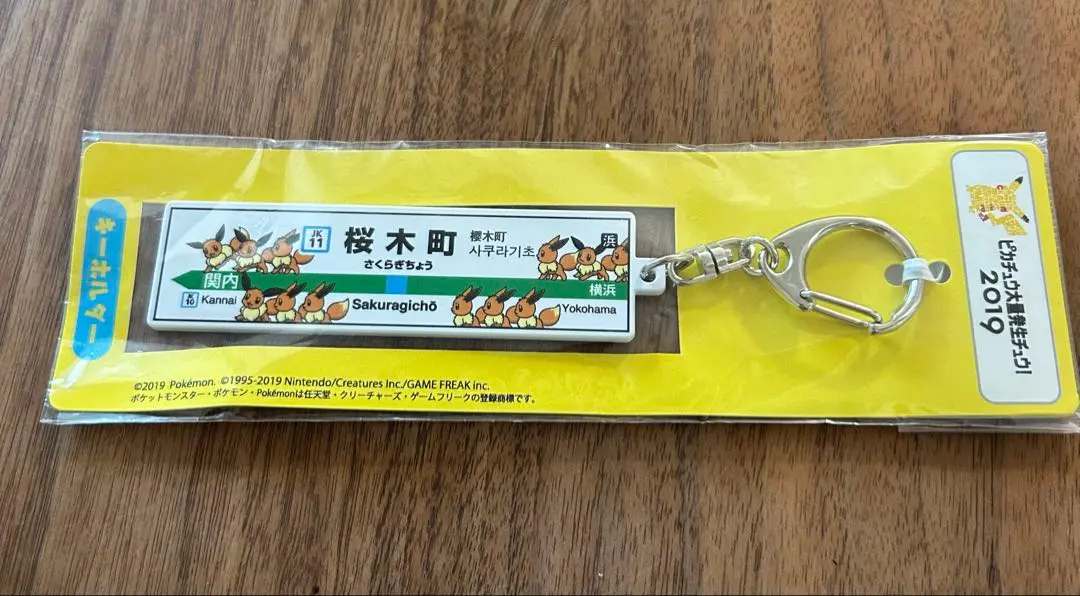 キーホルダー
JK
11
桜木町
樱木町
사쿠라기초
浜
さくらぎちょう
関内
横浜
10
Kannai
Sakuragichō
Yokohama
©2019 Pokémon. ©1995-2019 Nintendo/Creatures Inc./GAME FREAK inc.
ポケットモンスター・ポケモン・Pokémonは任天堂・クリーチャーズ・ゲームフリークの登録商標です。
ピカチュウ大量発生チュウ!
2019